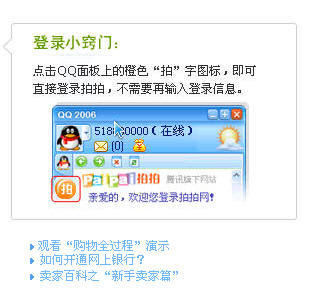 登录小窍门：
点击QQ面板上的橙色“拍”字图标，即可
直接登录拍拍，不需要再输入登录信息。
QQ 2006
(在线)
(0)
拍 PaiPai拍拍 腾讯旗下网站
亲爱的，欢迎您登录拍拍网！
观看“购物全过程”演示
如何开通网上银行？
卖家百科之“新手卖家篇”